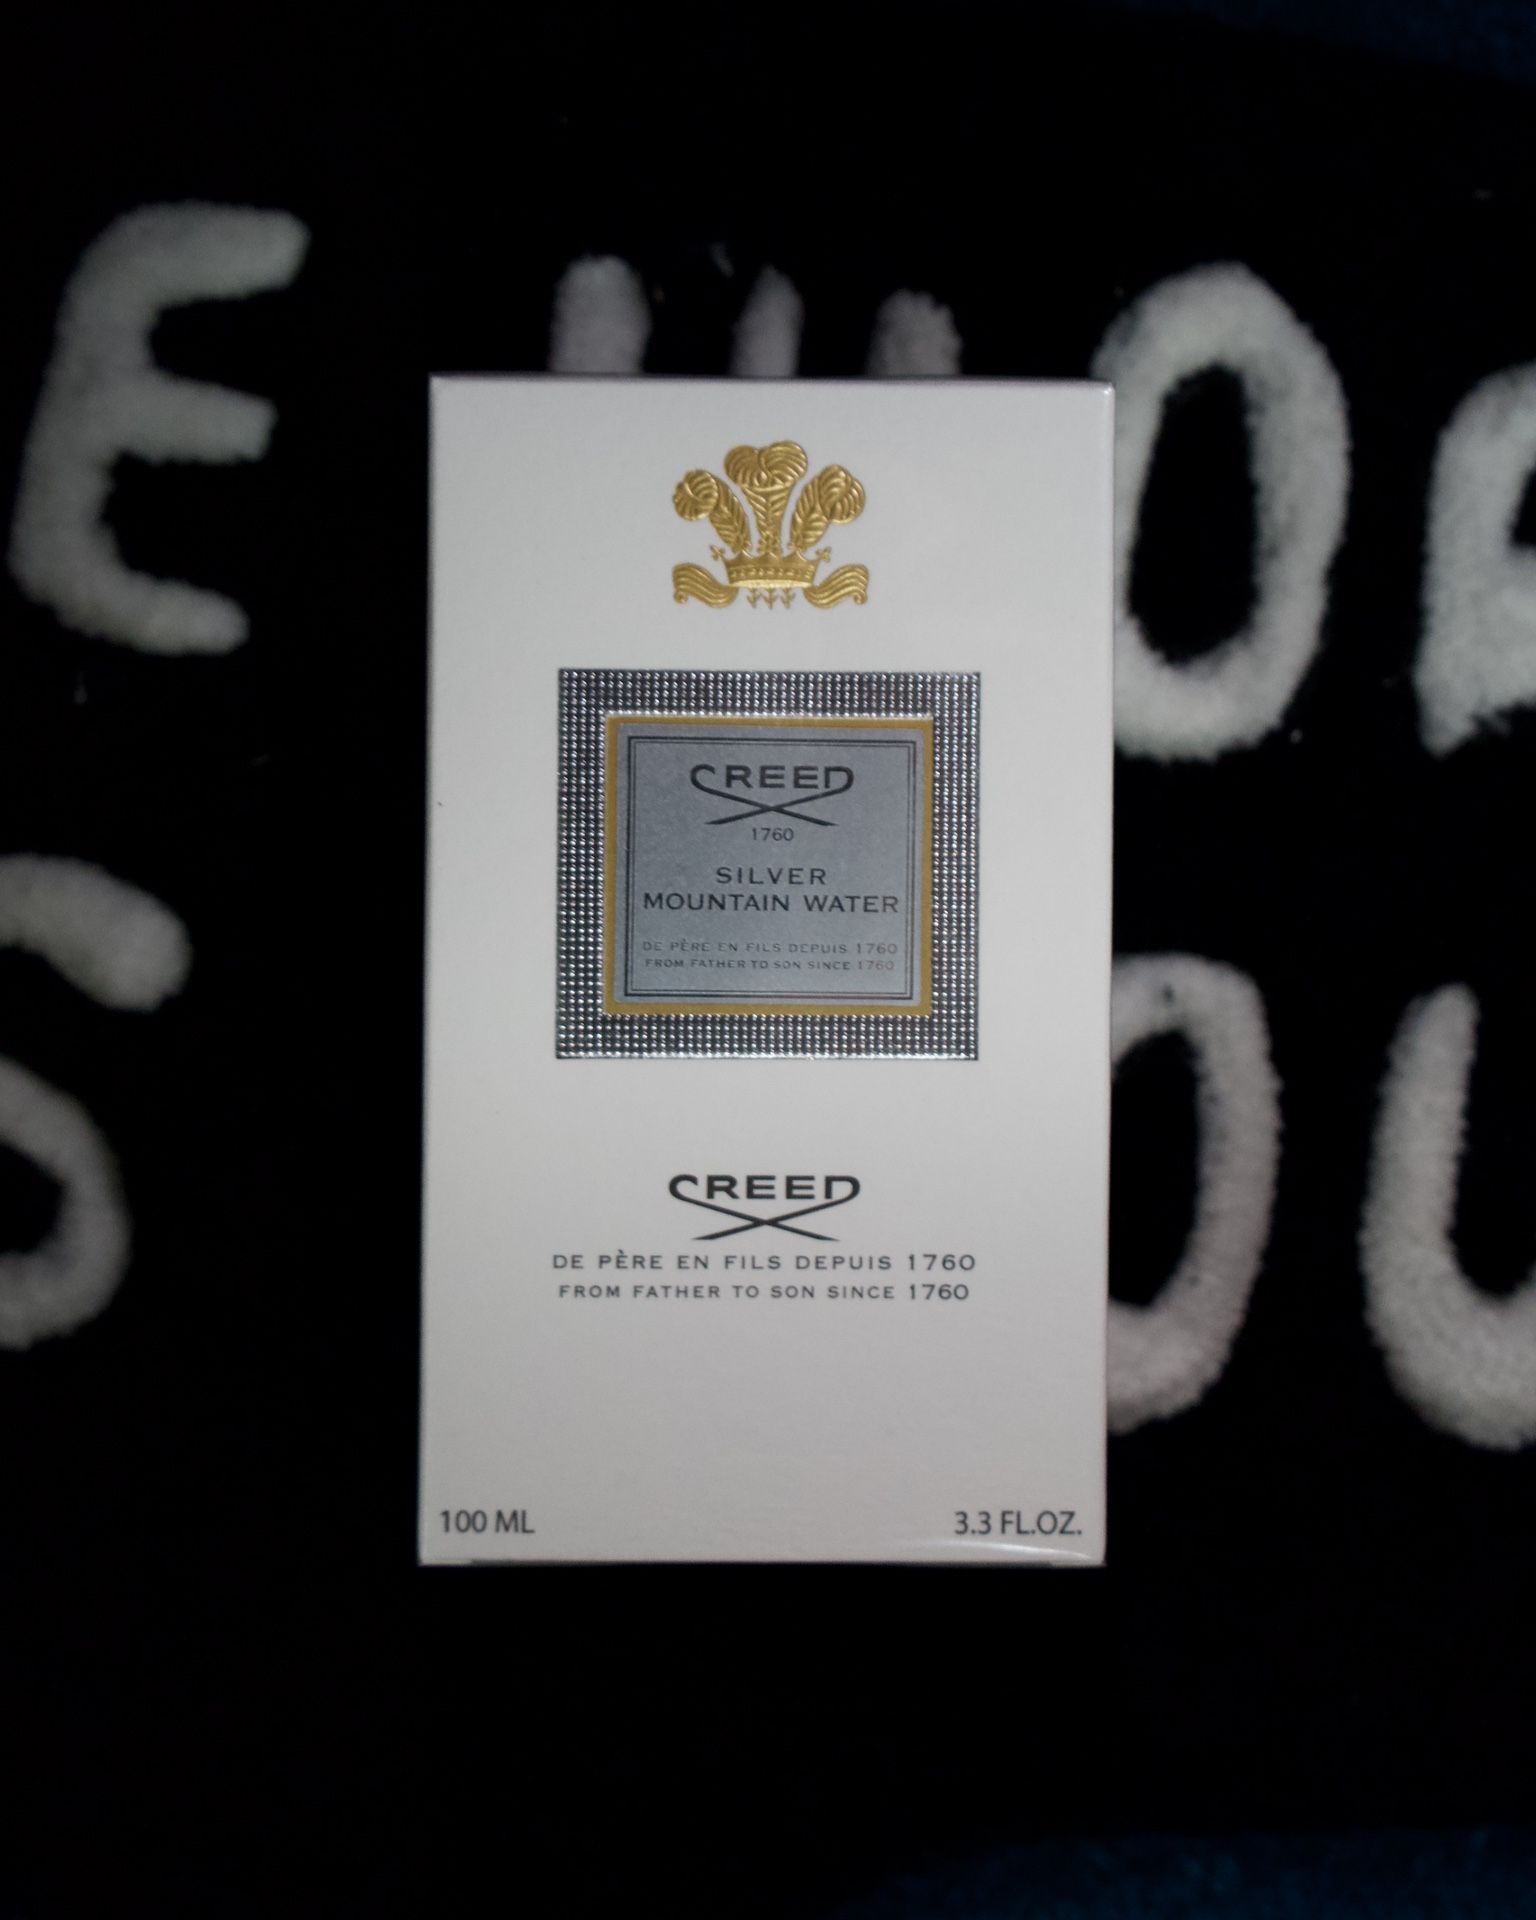 CREED
1760
SILVER
MOUNTAIN WATER
DE PÈRE EN FILS DEPUIS 1760
FROM FATHER TO SON SINCE 1760
CREED
DE PÈRE EN FILS DEPUIS 1760
FROM FATHER TO SON SINCE 1760
100 ML
3.3 FL.OZ.